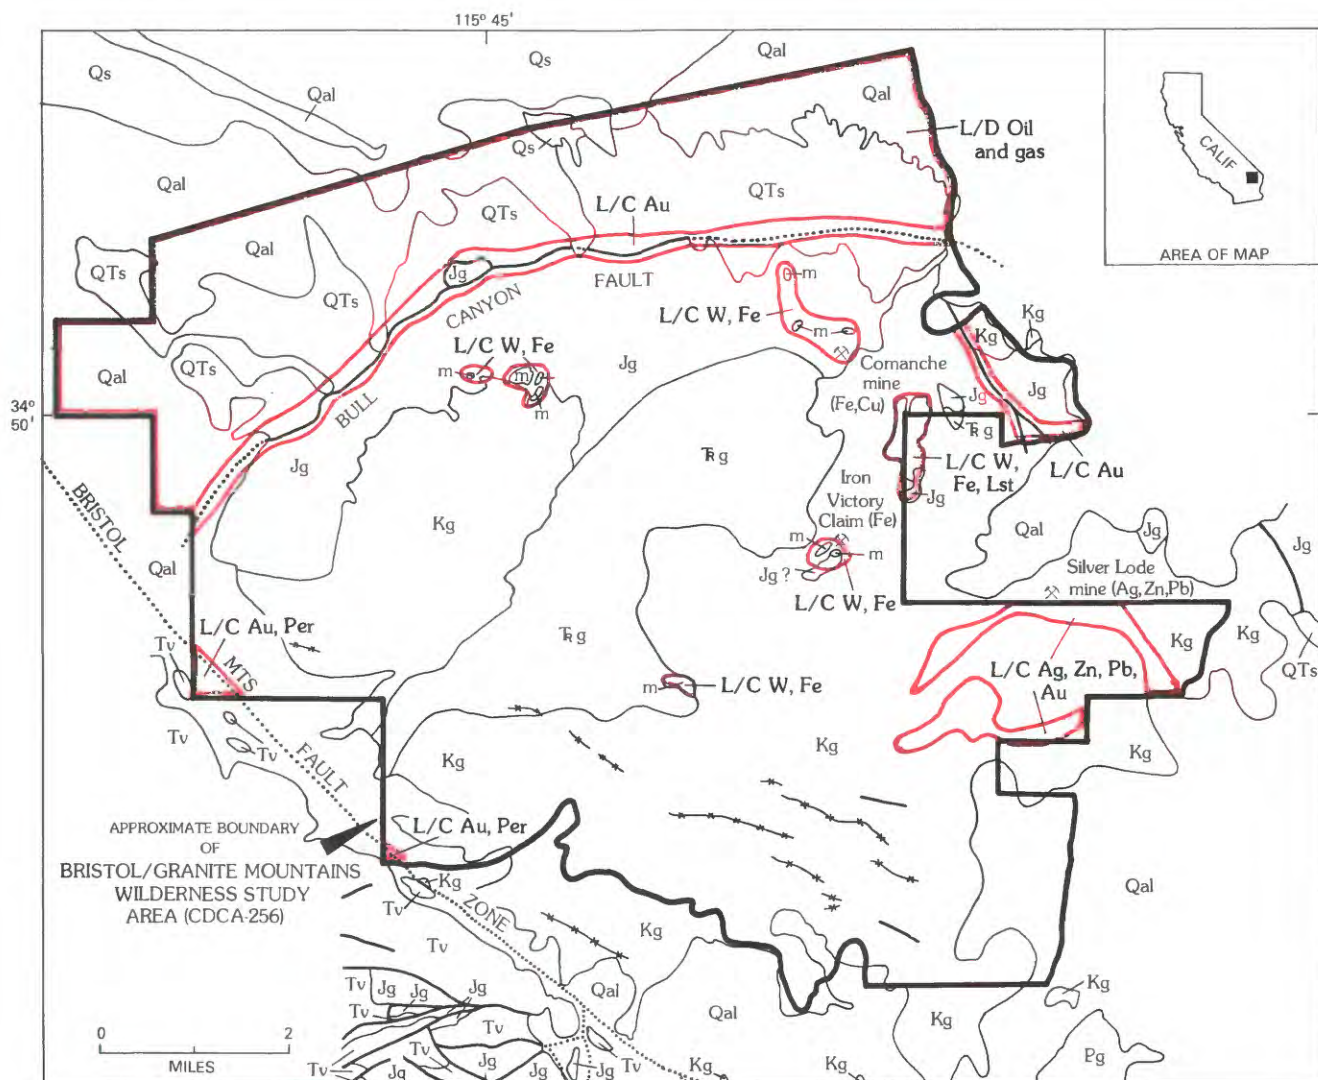 115° 45'
Qs
Qs
Qal
Qal
Qal
L/D Oil
and gas
CALIF
AREA OF MAP
Qs
Qal
QTs
QTs
L/C Au
Qal
QTs
Jg
QTs
FAULT
CANYON
BULL
m
L/C W, Fe
m
Kg
Kg
L/C W, Fe
Jg
Qal
QTs
m
m
m
Comanche
mine
(Fe,Cu)
Jg
Jg
34°
50'
Jg
TRg
TRg
L/C W,
Fe, Lst
L/C Au
Jg
BRISTOL
Kg
Iron
Victory
Claim (Fe)
Qal
Jg
Jg
m
m
Jg ?
L/C W, Fe
Silver Lode
mine (Ag,Zn,Pb)
Qal
L/C Au, Per
Tv
MTS
TRg
Kg
Kg
QTs
L/C Ag, Zn, Pb,
Au
m
L/C W, Fe
Tv
Tv
FAULT
Kg
Kg
Kg
APPROXIMATE BOUNDARY
OF
BRISTOL/GRANITE MOUNTAINS
WILDERNESS STUDY
AREA (CDCA-256)
L/C Au, Per
Kg
Tv
ZONE
Kg
Qal
Tv
Tv
Jg
Jg
Jg
Qal
Qal
Kg
Kg
0
2
MILES
Tv
Tv
Tv
Jg
Jg
Jg
Tv
Kg
Kg
Pg